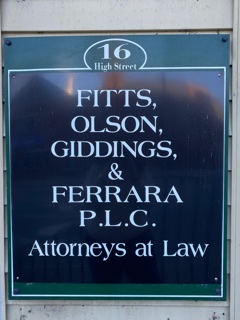 16
High Street
FITTS,
OLSON,
GIDDINGS,
&
FERRARA
P.L.C.
Attorneys at Law